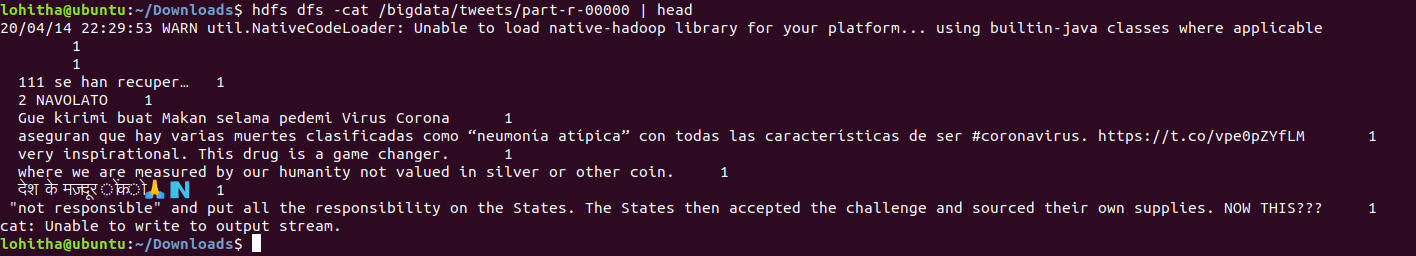 lohitha@ubuntu:~/Downloads$ hdfs dfs -cat /bigdata/tweets/part-r-00000 | head
20/04/14 22:29:53 WARN util.NativeCodeLoader: Unable to load native-hadoop library for your platform... using builtin-java classes where applicable
1
1
111 se han recuper… 1
2 NAVOLATO 1
Gue kirimi buat Makan selama pedemi Virus Corona 1
aseguran que hay varias muertes clasificadas como “neumonía atípica” con todas las características de ser #coronavirus. https://t.co/vpe0pZYfLM 1
very inspirational. This drug is a game changer. 1
where we are measured by our humanity not valued in silver or other coin. 1
देश के मज़दूर ोंको🙏 🇳 1
"not responsible" and put all the responsibility on the States. The States then accepted the challenge and sourced their own supplies. NOW THIS??? 1
cat: Unable to write to output stream.
lohitha@ubuntu:~/Downloads$